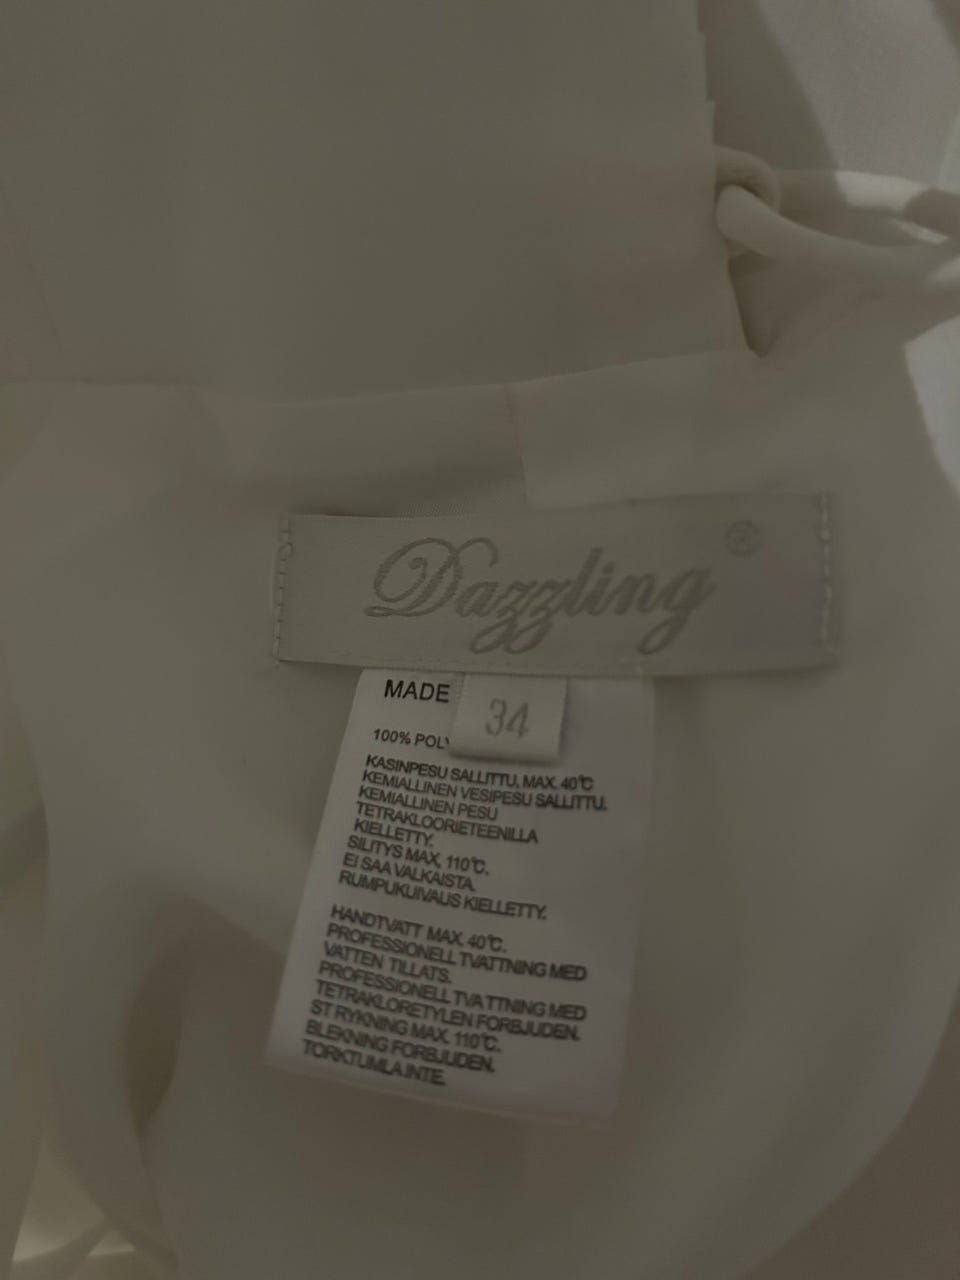 Dazzling ®
MADE
34
100% POLY
KASINPESU SALLITTU, MAX. 40℃
KEMIALLINEN VESIPESU SALLITTU.
KEMIALLINEN PESU
TETRAKLOORIETEENILLA
KIELLETTY.
SILITYS MAX. 110℃.
EI SAA VALKAISTA.
RUMPUKUIVAUS KIELLETTY.
HANDTVATT MAX. 40℃.
PROFESSIONELL TVATTNING MED
VATTEN TILLATS.
PROFESSIONELL TVA TTNING MED
TETRAKLORETYLEN FORBJUDEN.
ST RYKNING MAX. 110℃.
BLEKNING FORBJUDEN.
TORKTUMLA.INTE.